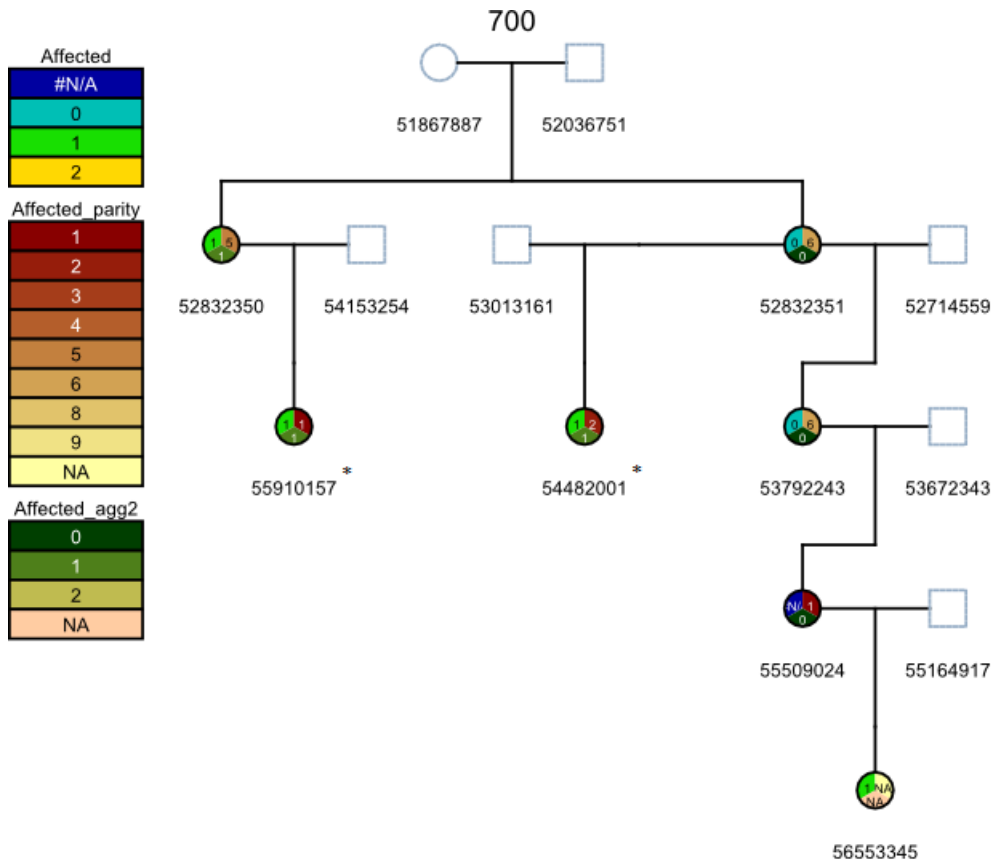 700
Affected
#N/A
0
1
2
Affected_parity
1
2
3
4
5
6
8
9
NA
Affected_agg2
0
1
2
NA
51867887 52036751
1 5
1
0 6
0
52832350 54153254 53013161 52832351 52714559
1 1
1
1 2
1
0 6
0
55910157 * 54482001 * 53792243 53672343
#N/A 1
0
55509024 55164917
1 NA
NA
56553345